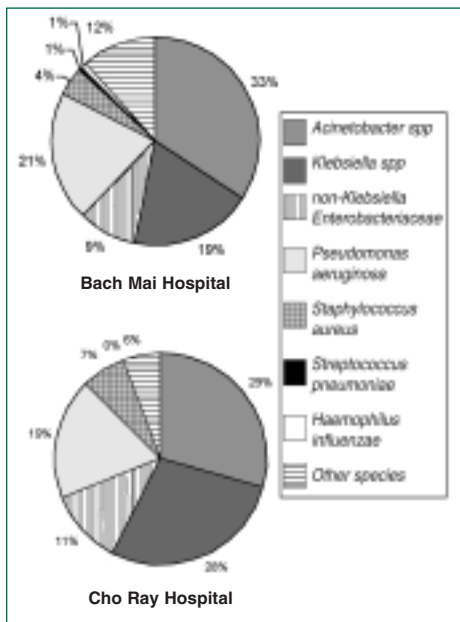 1%
12%
1%
4%
33%
21%
9%
19%
Bach Mai Hospital
Acinetobacter spp
Klebsiella spp
non-Klebsiella
Enterobacteriaceae
Pseudomonas
aeruginosa
Staphylococcus
aureus
Streptococcus
pneumoniae
Haemophilus
influenzae
Other species
7%
0%
6%
29%
19%
11%
28%
Cho Ray Hospital